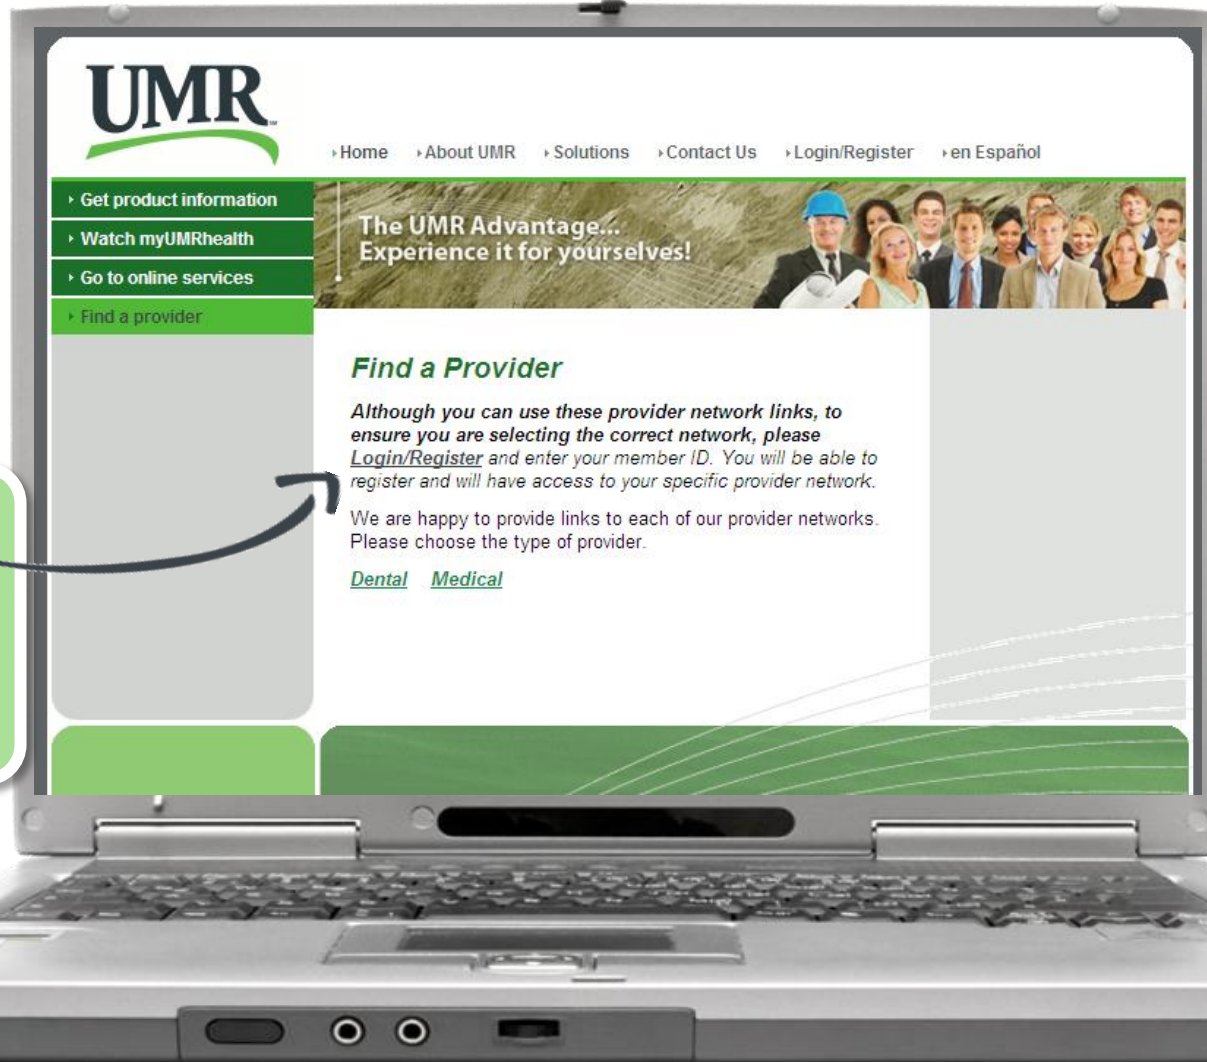 UMR
Home About UMR Solutions Contact Us Login/Register en Español
Get product information
Watch myUMRhealth
Go to online services
Find a provider
The UMR Advantage...
Experience it for yourselves!
Find a Provider
Although you can use these provider network links, to
ensure you are selecting the correct network, please
Login/Register and enter your member ID. You will be able to
register and will have access to your specific provider network.
We are happy to provide links to each of our provider networks.
Please choose the type of provider.
Dental Medical